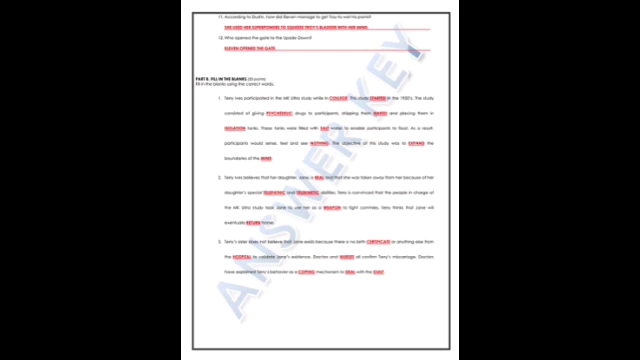 11. According to Dustin, how did Eleven manage to get Troy to wet his pants?
SHE USED HER SUPERPOWERS TO SQUEEZE TROY'S BLADDER WITH HER MIND.
12. Who opened the gate to the Upside Down?
ELEVEN OPENED THE GATE.
PART B. FILL IN THE BLANKS. (20 points)
Fill in the blanks using the correct words.
1. Terry Ives participated in the MK Ultra study while in COLLEGE. The study STARTED in the 1950's. The study
consisted of giving PSYCHEDELIC drugs to participants, stripping them NAKED and placing them in
ISOLATION tanks. These tanks were filled with SALT water to enable participants to float. As a result,
participants would sense, feel and see NOTHING. The objective of this study was to EXPAND the
boundaries of the MIND.
2. Terry Ives believes that her daughter, Jane, is REAL and that she was taken away from her because of her
daughter's special TELEPATHIC and TELEKINETIC abilities. Terry is convinced that the people in charge of
the MK Ultra study took Jane to use her as a WEAPON to fight commies. Terry thinks that Jane will
eventually RETURN home.
3. Terry's sister does not believe that Jane exists because there is no birth CERTIFICATE or anything else from
the HOSPITAL to validate Jane's existence. Doctors and NURSES all confirm Terry's miscarriage. Doctors
have explained Terry's behavior as a COPING mechanism to DEAL with the GUILT.
ANSWER KEY